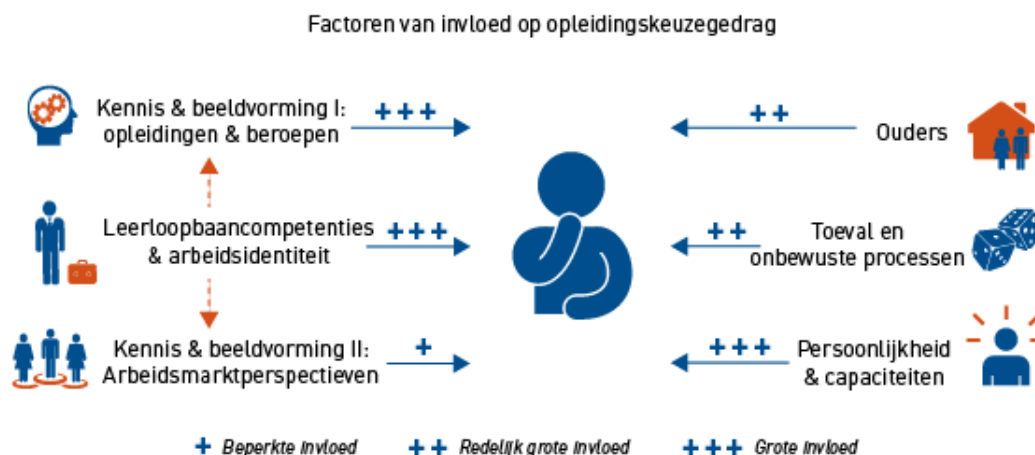 Factoren van invloed op opleidingskeuzegedrag
Kennis & beeldvorming I:
opleidingen & beroepen
+++
Leerloopbaancompetenties
& arbeidsidentiteit
+++
Kennis & beeldvorming II:
Arbeidsmarktperspectieven
+
++
Ouders
++
Toeval en
onbewuste processen
+++
Persoonlijkheid
& capaciteiten
+ Beperkte invloed ++ Redelijk grote invloed +++ Grote invloed